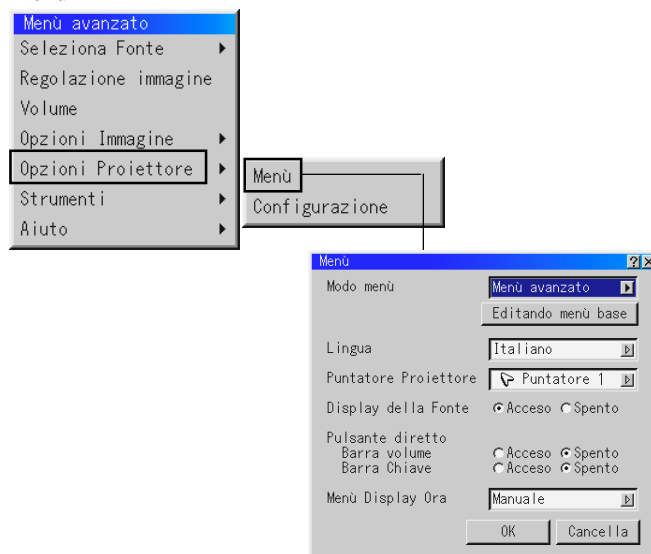 Menù avanzato
Seleziona Fonte
Regolazione immagine
Volume
Opzioni Immagine
Opzioni Proiettore
Strumenti
Aiuto
Menù
Configurazione
Menù
Modo menù Menù avanzato
Editando menù base
Lingua Italiano
Puntatore Proiettore Puntatore 1
Display della Fonte Acceso Spento
Pulsante diretto
Barra volume Acceso Spento
Barra Chiave Acceso Spento
Menù Display Ora Manuale
OK Cancella